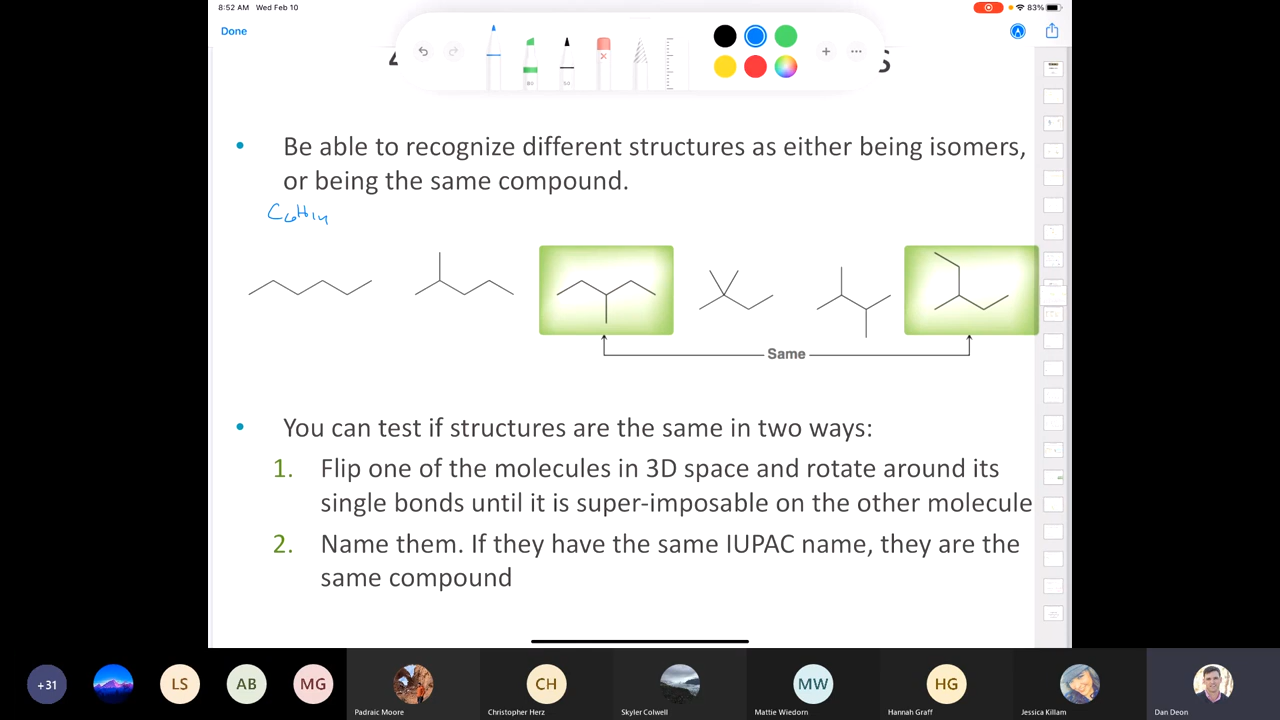 8:52 AM Wed Feb 10
83%
Done
Be able to recognize different structures as either being isomers,
or being the same compound.
C6H14
Same
You can test if structures are the same in two ways:
1. Flip one of the molecules in 3D space and rotate around its
single bonds until it is super-imposable on the other molecule
2. Name them. If they have the same IUPAC name, they are the
same compound
+31
LS
AB
MG
CH
MW
HG
Padraic Moore
Christopher Herz
Skyler Colwell
Mattie Wiedorn
Hannah Graff
Jessica Killam
Dan Deon